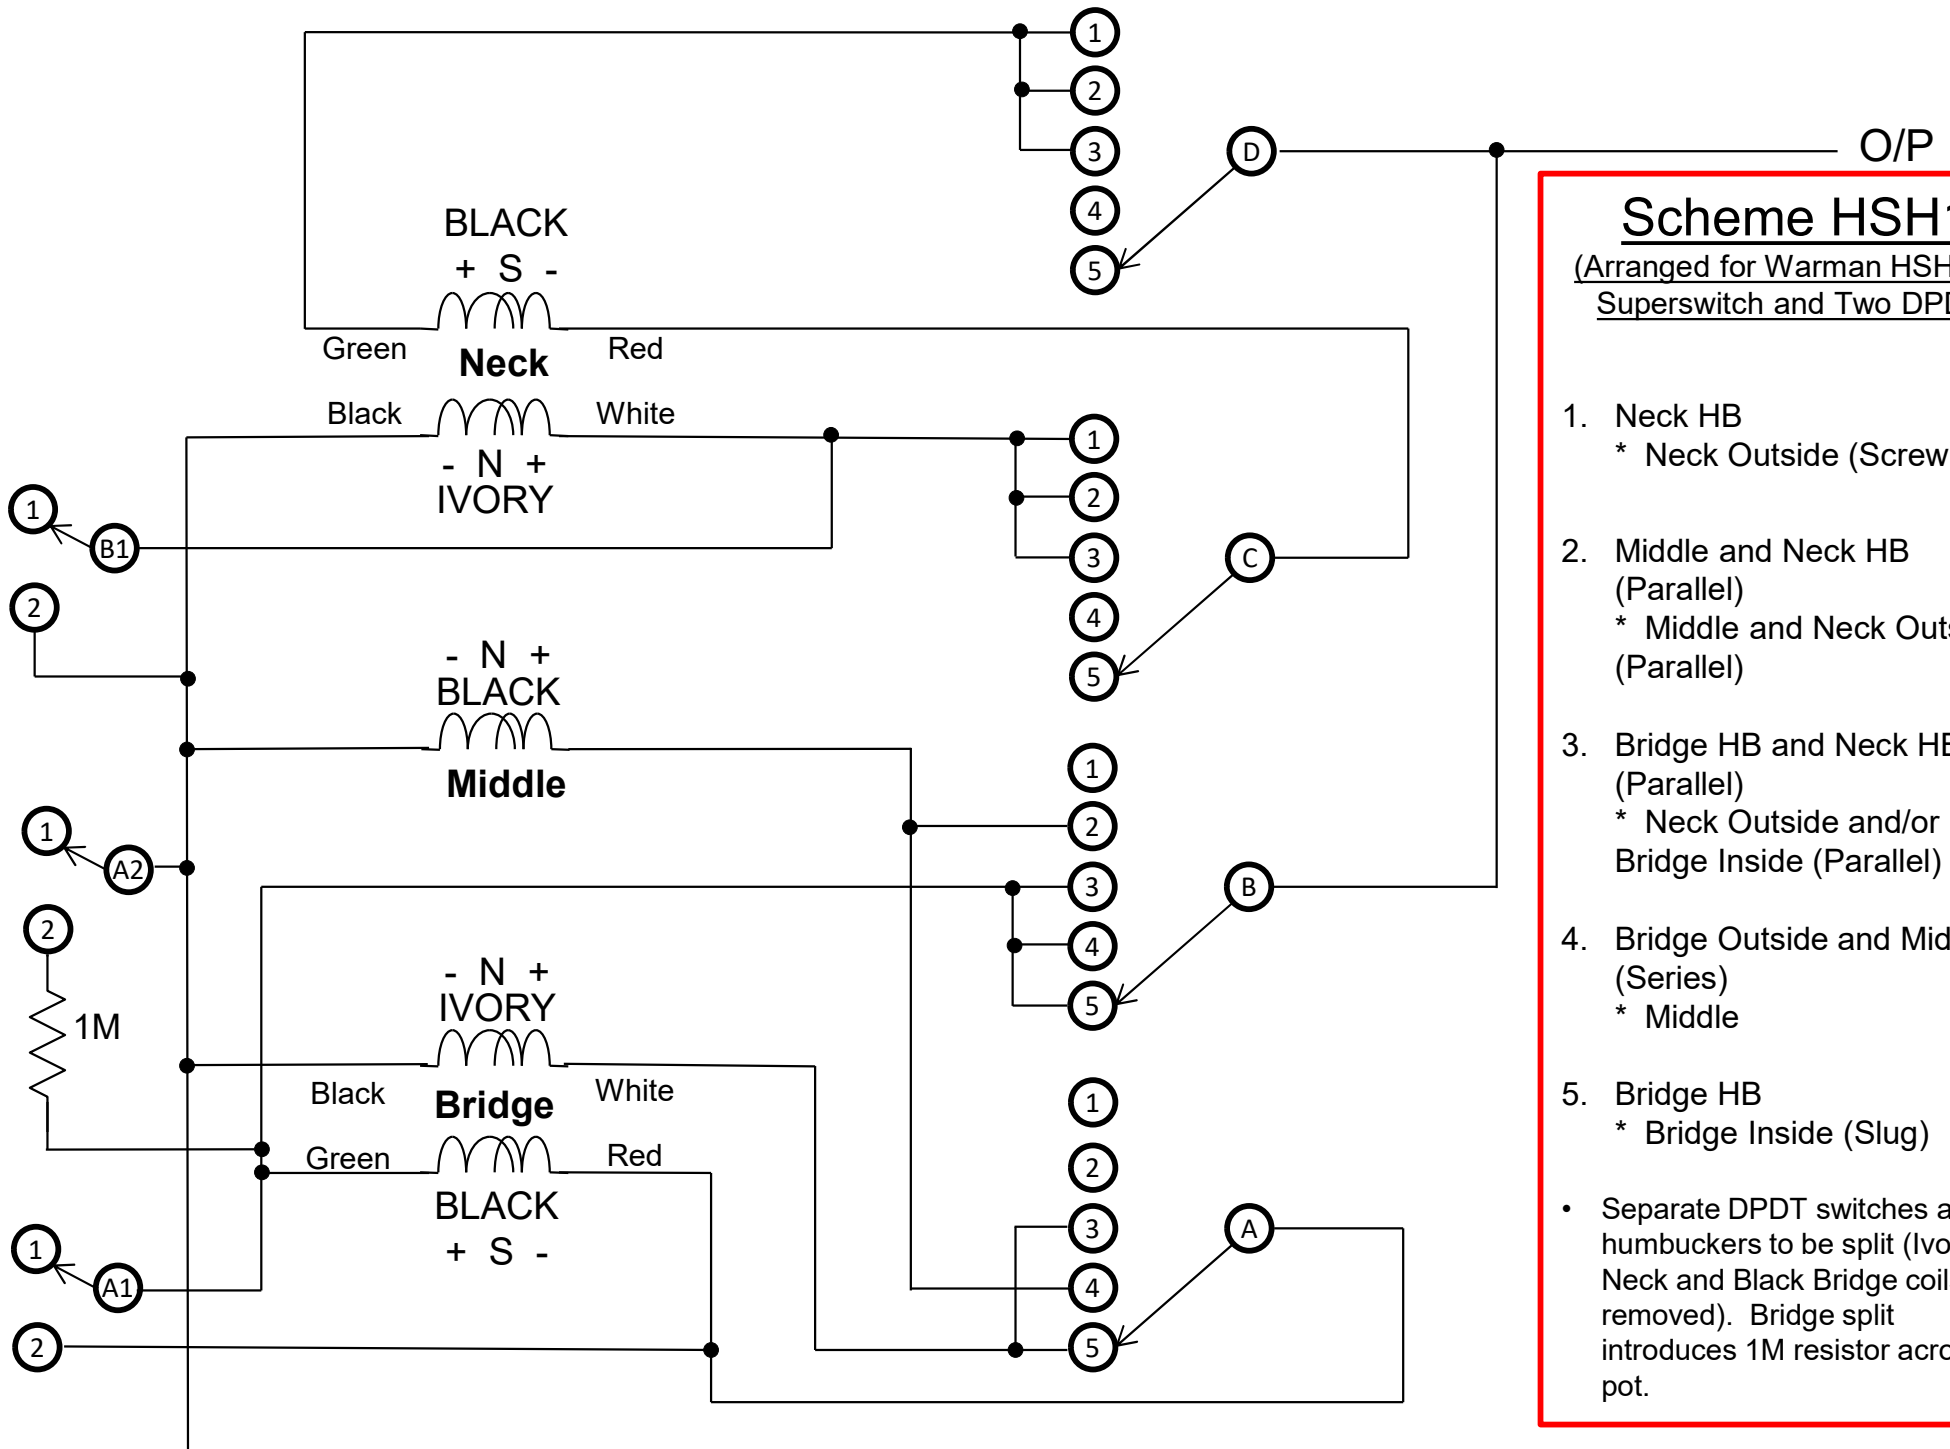 1
2
3
4
5
D
O/P
BLACK
+ S -
Green
Neck
Red
Black
White
- N +
IVORY
1
B1
2
1
2
3
4
5
C
- N +
BLACK
Middle
1
A2
2
1M
1
2
3
4
5
B
- N +
IVORY
Black
Bridge
White
Green
Red
BLACK
+ S -
1
A1
2
1
2
3
4
5
A
Scheme HSH
(Arranged for Warman HSH
Superswitch and Two
1. Neck HB
* Neck Outside (Screw
2. Middle and Neck HB
(Parallel)
* Middle and Neck
(Parallel)
3. Bridge HB and Neck
(Parallel)
* Neck Outside and/or
Bridge Inside (Parallel)
4. Bridge Outside and
(Series)
* Middle
5. Bridge HB
* Bridge Inside (Slug)
• Separate DPDT switches
humbuckers to be split
Neck and Black Bridge coil
removed). Bridge split
introduces 1M resistor
pot.